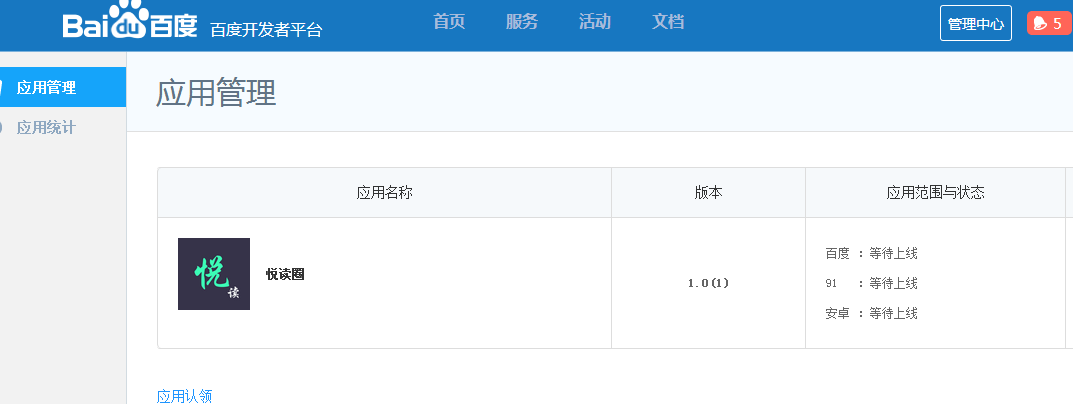 Baidu百度 百度开发者平台 首页 服务 活动 文档 管理中心 5
应用管理
应用统计
应用管理
应用名称 版本 应用范围与状态
悦读 悦读圈 1.0(1)
百度 : 等待上线
91 : 等待上线
安卓 : 等待上线
应用认领